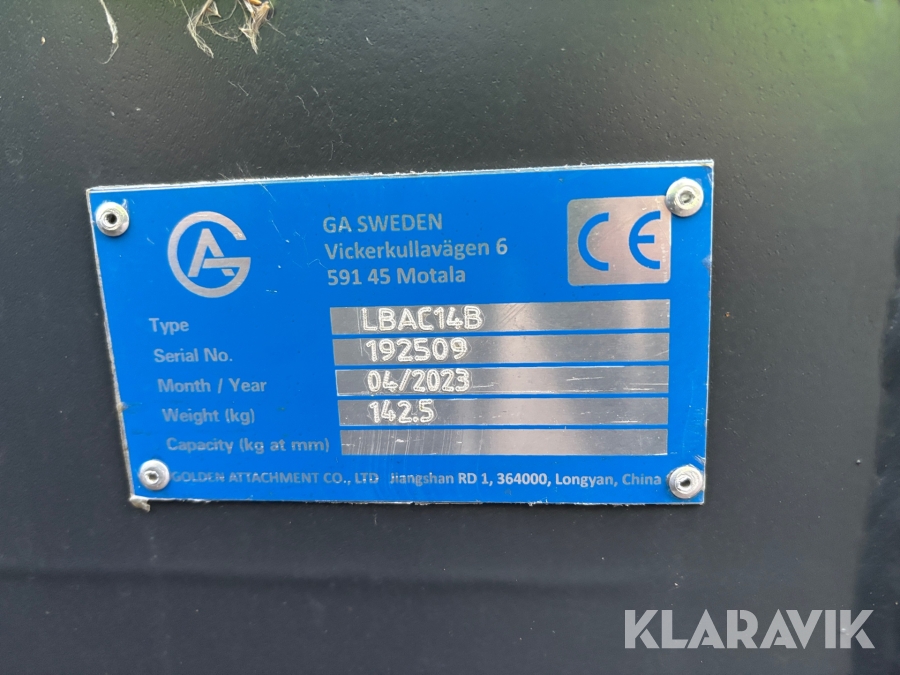 GA
GA SWEDEN
Vickerkullavägen 6
591 45 Motala
CE
Type LBAC14B
Serial No. 192509
Month / Year 04/2023
Weight (kg) 142.5
Capacity (kg at mm)
GOLDEN ATTACHMENT CO., LTD Jiangshan RD 1, 364000, Longyan, China
KLARAVIK